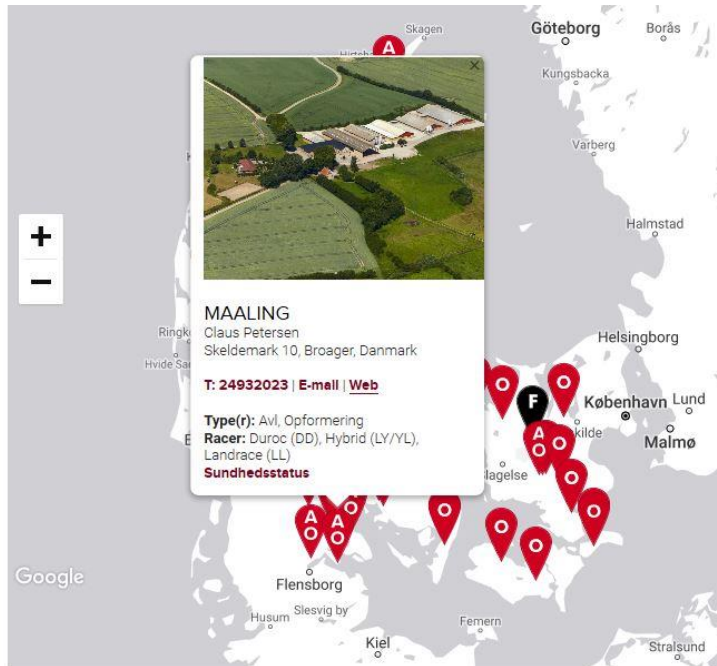 Skagen
Göteborg
Borås
A
×
Kungsbacka
Varberg
Halmstad
+
−
MAALING
Claus Petersen
Skeldemark 10, Broager, Danmark
T: 24932023 | E-mail | Web
Type(r): Avl, Opformering
Racer: Duroc (DD), Hybrid (LY/YL),
Landrace (LL)
Sundhedsstatus
Hvide Sa
Helsingborg
O
O
F
København
Lund
Malmø
A
O
O
O
O
O
O
O
O
A
O
A
O
Google
Flensborg
Husum
Slesvig by
Femern
Kiel
Stralsund